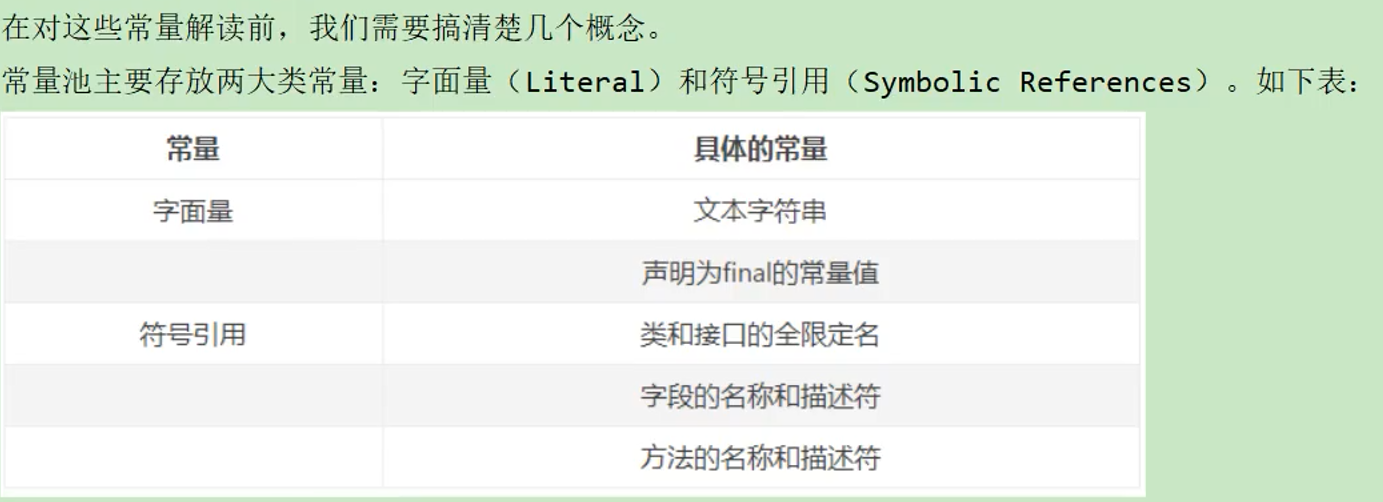 在对这些常量解读前，我们需要搞清楚几个概念。
常量池主要存放两大类常量：字面量（Literal）和符号引用（Symbolic References）。如下表：
常量 具体的常量
字面量 文本字符串
声明为final的常量值
符号引用 类和接口的全限定名
字段的名称和描述符
方法的名称和描述符